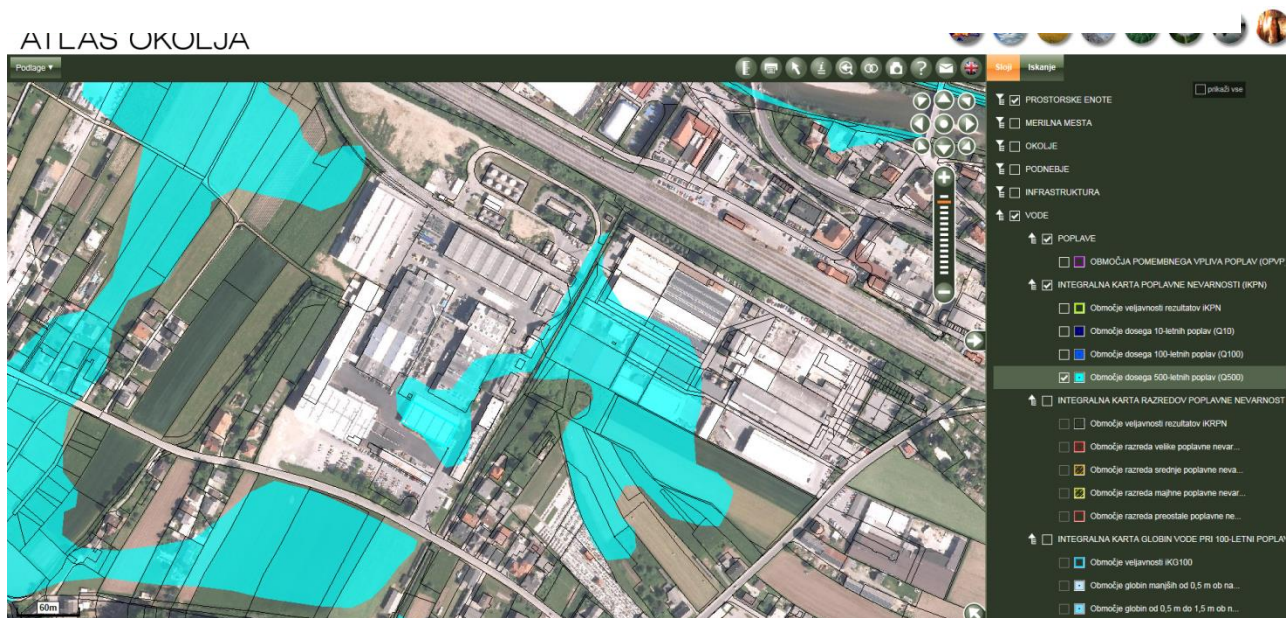 ATLAS OKOLJA
Podlage ▼
Sloji
Iskanje
prikaži vse
PROSTORSKE ENOTE
MERILNA MESTA
OKOLJE
PODNEBJE
INFRASTRUKTURA
VODE
POPLAVE
OBMOČJA POMEMBNEGA VPLIVA POPLAV (OPVP
INTEGRALNA KARTA POPLAVNE NEVARNOSTI (IKPN)
Območje veljavnosti rezultatov iKPN
Območje dosega 10-letnih poplav (Q10)
Območje dosega 100-letnih poplav (Q100)
Območje dosega 500-letnih poplav (Q500)
INTEGRALNA KARTA RAZREDOV POPLAVNE NEVARNOST
Območje veljavnosti rezultatov iKRPN
Območje razreda velike poplavne nevar...
Območje razreda srednje poplavne neva...
Območje razreda majhne poplavne nevar...
Območje razreda preostale poplavne ne...
INTEGRALNA KARTA GLOBIN VODE PRI 100-LETNI POPLAV
Območje veljavnosti iKG100
Območje globin manjših od 0,5 m ob na...
Območje globin od 0,5 m do 1,5 m ob n...
60m